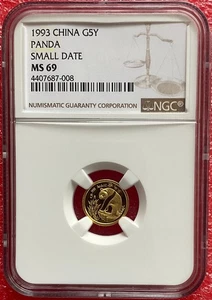 1993 CHINA G5Y
PANDA
SMALL DATE
MS 69
4407687-008
NUMISMATIC GUARANTY CORPORATION
NGC